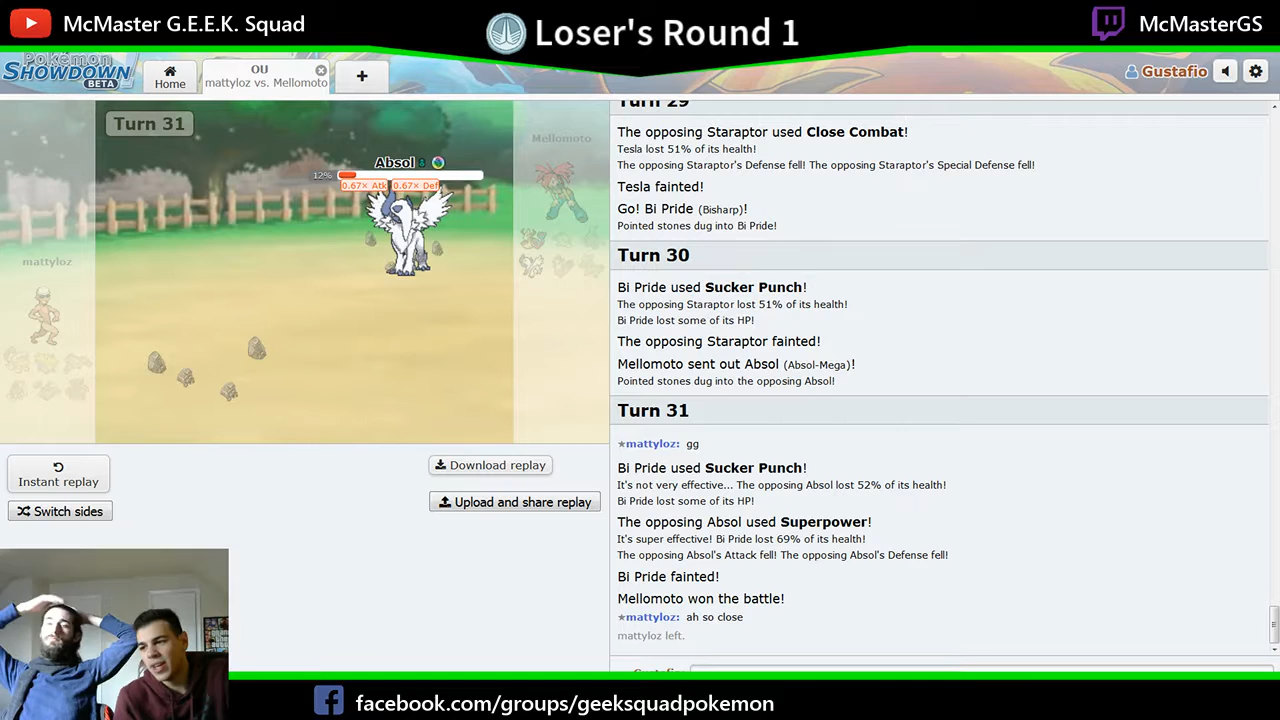 McMaster G.E.E.K. Squad
Loser's Round 1
McMasterGS
Pokémon
SHOWDOWN
BETA
Home
OU
mattyloz vs. Mellomoto
+
Gustafio
Turn 31
Absol
12%
0.67× Atk 0.67× Def
Mellomoto
mattyloz
Instant replay
Switch sides
Download replay
Upload and share replay
Turn 29
The opposing Staraptor used Close Combat!
Tesla lost 51% of its health!
The opposing Staraptor's Defense fell! The opposing Staraptor's Special Defense fell!
Tesla fainted!
Go! Bi Pride (Bisharp)!
Pointed stones dug into Bi Pride!
Turn 30
Bi Pride used Sucker Punch!
The opposing Staraptor lost 51% of its health!
Bi Pride lost some of its HP!
The opposing Staraptor fainted!
Mellomoto sent out Absol (Absol-Mega)!
Pointed stones dug into the opposing Absol!
Turn 31
★mattyloz: gg
Bi Pride used Sucker Punch!
It's not very effective... The opposing Absol lost 52% of its health!
Bi Pride lost some of its HP!
The opposing Absol used Superpower!
It's super effective! Bi Pride lost 69% of its health!
The opposing Absol's Attack fell! The opposing Absol's Defense fell!
Bi Pride fainted!
Mellomoto won the battle!
★mattyloz: ah so close
mattyloz left.
facebook.com/groups/geeksquadpokemon